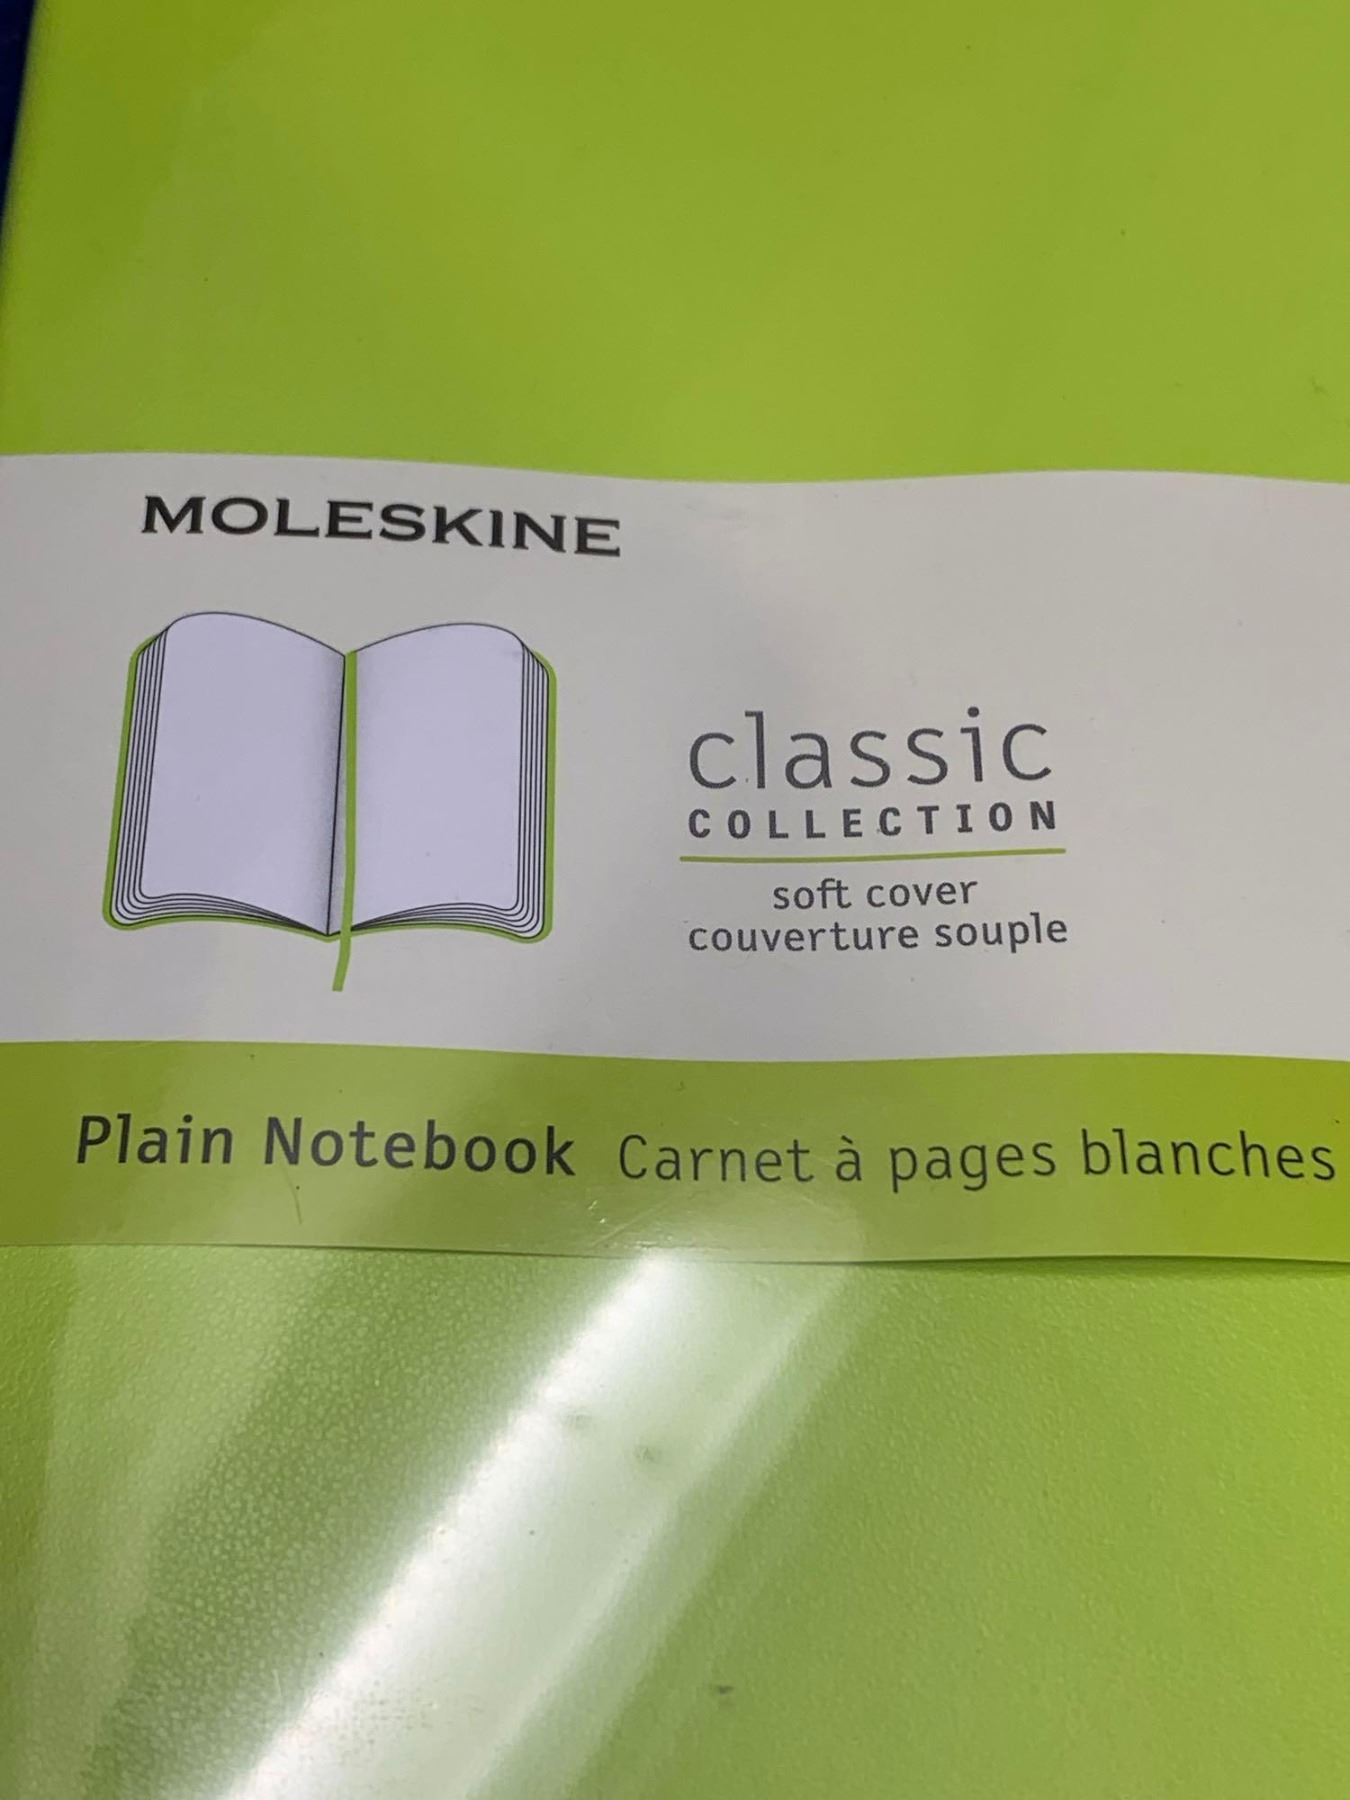 MOLESKINE
classic
COLLECTION
soft cover
couverture souple
Plain Notebook Carnet à pages blanches